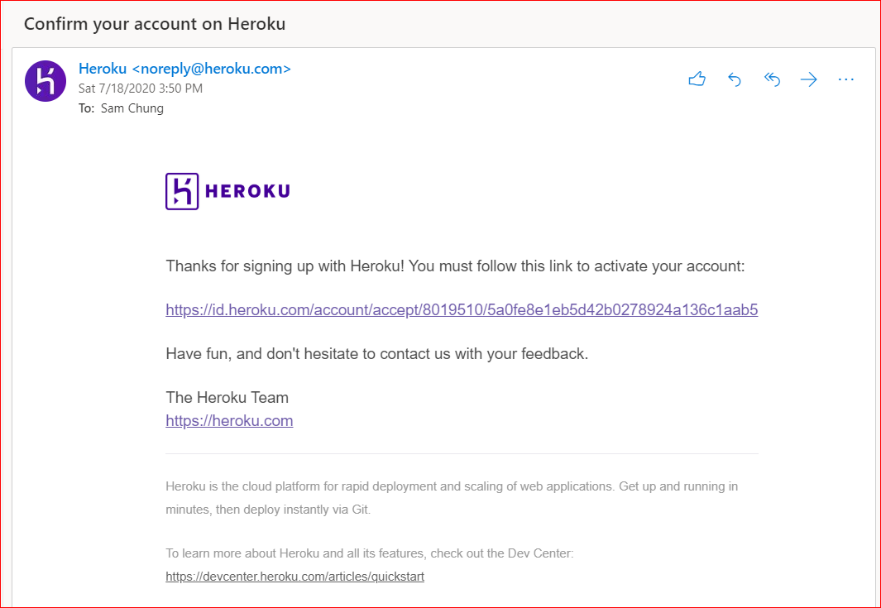 Confirm your account on Heroku
Heroku <noreply@heroku.com>
Sat 7/18/2020 3:50 PM
To: Sam Chung
HEROKU
Thanks for signing up with Heroku! You must follow this link to activate your account:
https://id.heroku.com/account/accept/8019510/5a0fe8e1eb5d42b0278924a136c1aab5
Have fun, and don't hesitate to contact us with your feedback.
The Heroku Team
https://heroku.com
Heroku is the cloud platform for rapid deployment and scaling of web applications. Get up and running in
minutes, then deploy instantly via Git.
To learn more about Heroku and all its features, check out the Dev Center:
https://devcenter.heroku.com/articles/quickstart